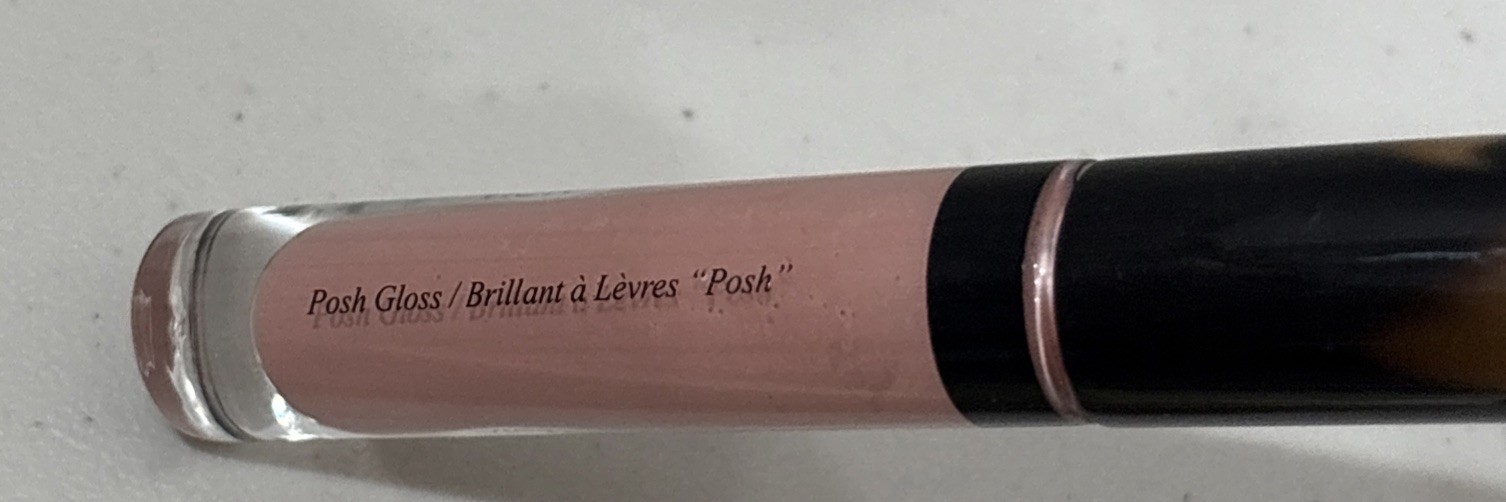 Posh Gloss / Brillant à Lèvres “Posh”